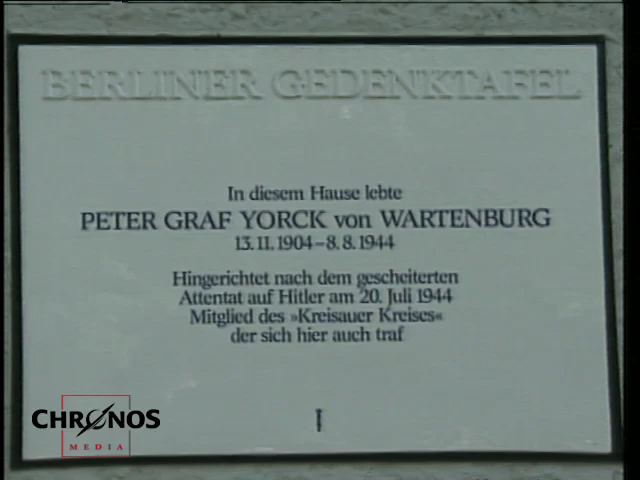 BERLINER GEDENKTAFEL
In diesem Hause lebte
PETER GRAF YORCK von WARTENBURG
13.11.1904–8.8.1944
Hingerichtet nach dem gescheiterten
Attentat auf Hitler am 20. Juli 1944
Mitglied des »Kreisauer Kreises«
der sich hier auch traf
CHRONOS
MEDIA